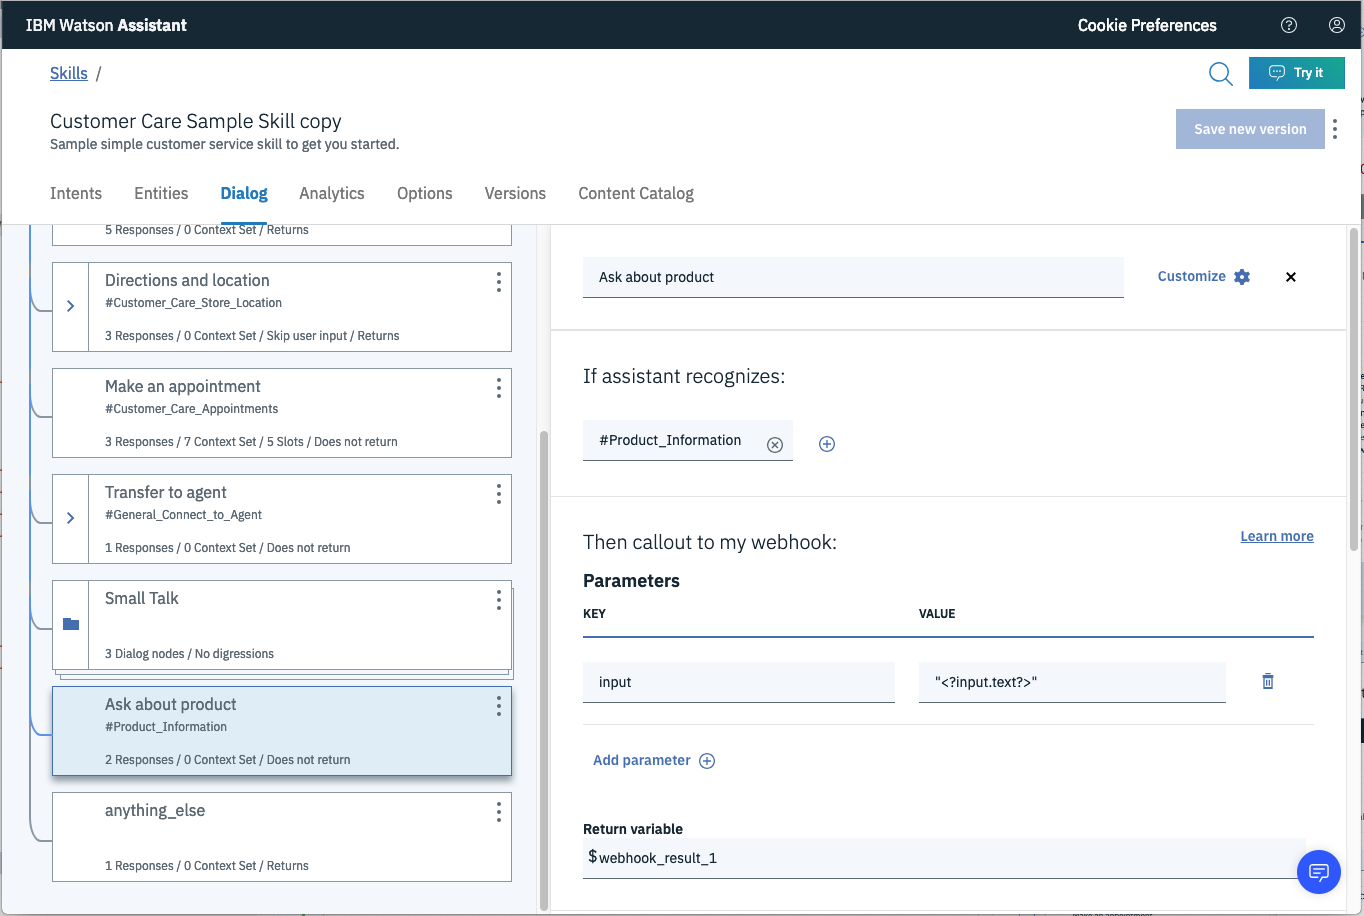 IBM Watson Assistant
Cookie Preferences
Skills /
Try it
Customer Care Sample Skill copy
Sample simple customer service skill to get you started.
Save new version
Intents Entities Dialog Analytics Options Versions Content Catalog
5 Responses / 0 Context Set / Returns
Directions and location
#Customer_Care_Store_Location
3 Responses / 0 Context Set / Skip user input / Returns
Make an appointment
#Customer_Care_Appointments
3 Responses / 7 Context Set / 5 Slots / Does not return
Transfer to agent
#General_Connect_to_Agent
1 Responses / 0 Context Set / Does not return
Small Talk
3 Dialog nodes / No digressions
Ask about product
#Product_Information
2 Responses / 0 Context Set / Does not return
anything_else
1 Responses / 0 Context Set / Returns
Ask about product
Customize
If assistant recognizes:
#Product_Information
Then callout to my webhook:
Learn more
Parameters
KEY VALUE
input "<?input.text?>"
Add parameter
Return variable
$webhook_result_1